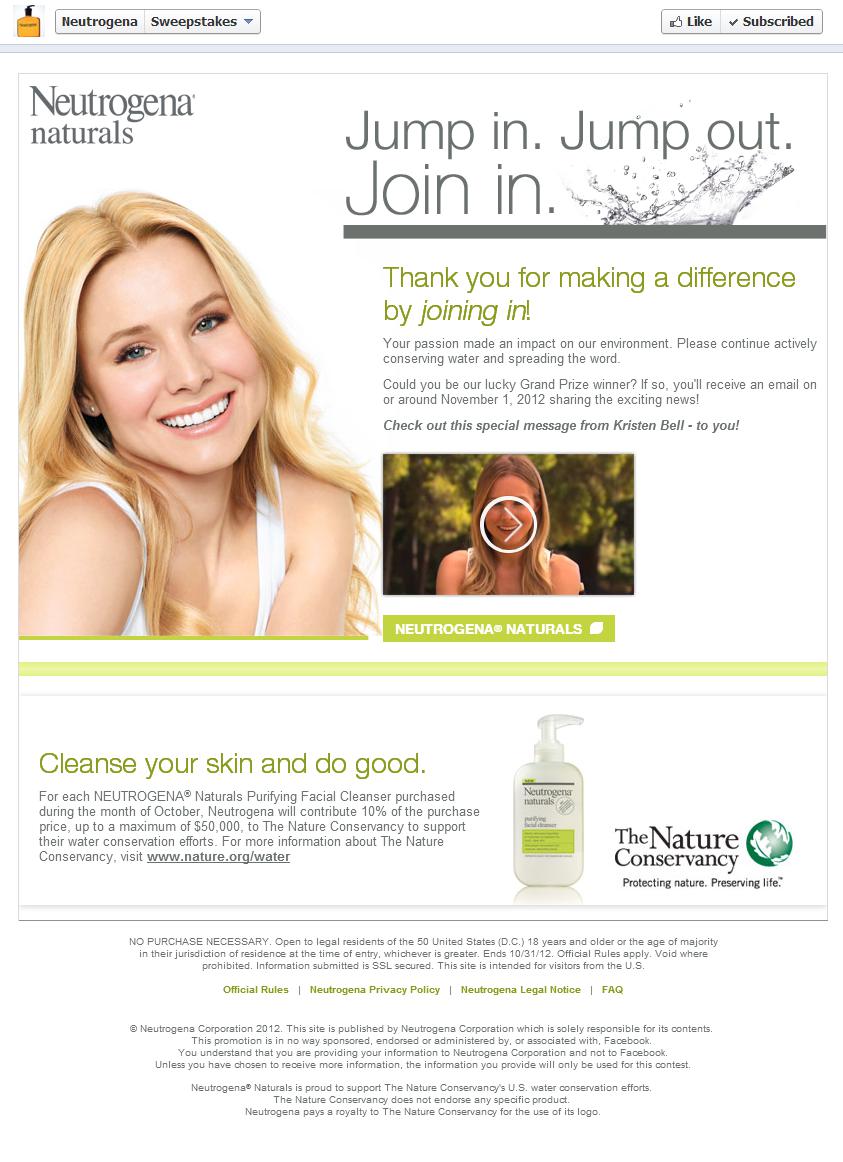 Neutrogena Sweepstakes
Like Subscribed
Neutrogena®
naturals
Jump in. Jump out.
Join in.
Thank you for making a difference
by joining in!
Your passion made an impact on our environment. Please continue actively
conserving water and spreading the word.
Could you be our lucky Grand Prize winner? If so, you'll receive an email on
or around November 1, 2012 sharing the exciting news!
Check out this special message from Kristen Bell - to you!
NEUTROGENA® NATURALS
Cleanse your skin and do good.
For each NEUTROGENA® Naturals Purifying Facial Cleanser purchased
during the month of October, Neutrogena will contribute 10% of the purchase
price, up to a maximum of $50,000, to The Nature Conservancy to support
their water conservation efforts. For more information about The Nature
Conservancy, visit www.nature.org/water
NEW
Neutrogena
naturals
purifying
facial cleanser
The Nature
Conservancy
Protecting nature. Preserving life.™
NO PURCHASE NECESSARY. Open to legal residents of the 50 United States (D.C.) 18 years and older or the age of majority
in their jurisdiction of residence at the time of entry, whichever is greater. Ends 10/31/12. Official Rules apply. Void where
prohibited. Information submitted is SSL secured. This site is intended for visitors from the U.S.
Official Rules | Neutrogena Privacy Policy | Neutrogena Legal Notice | FAQ
© Neutrogena Corporation 2012. This site is published by Neutrogena Corporation which is solely responsible for its contents.
This promotion is in no way sponsored, endorsed or administered by, or associated with, Facebook.
You understand that you are providing your information to Neutrogena Corporation and not to Facebook.
Unless you have chosen to receive more information, the information you provide will only be used for this contest.
Neutrogena® Naturals is proud to support The Nature Conservancy's U.S. water conservation efforts.
The Nature Conservancy does not endorse any specific product.
Neutrogena pays a royalty to The Nature Conservancy for the use of its logo.